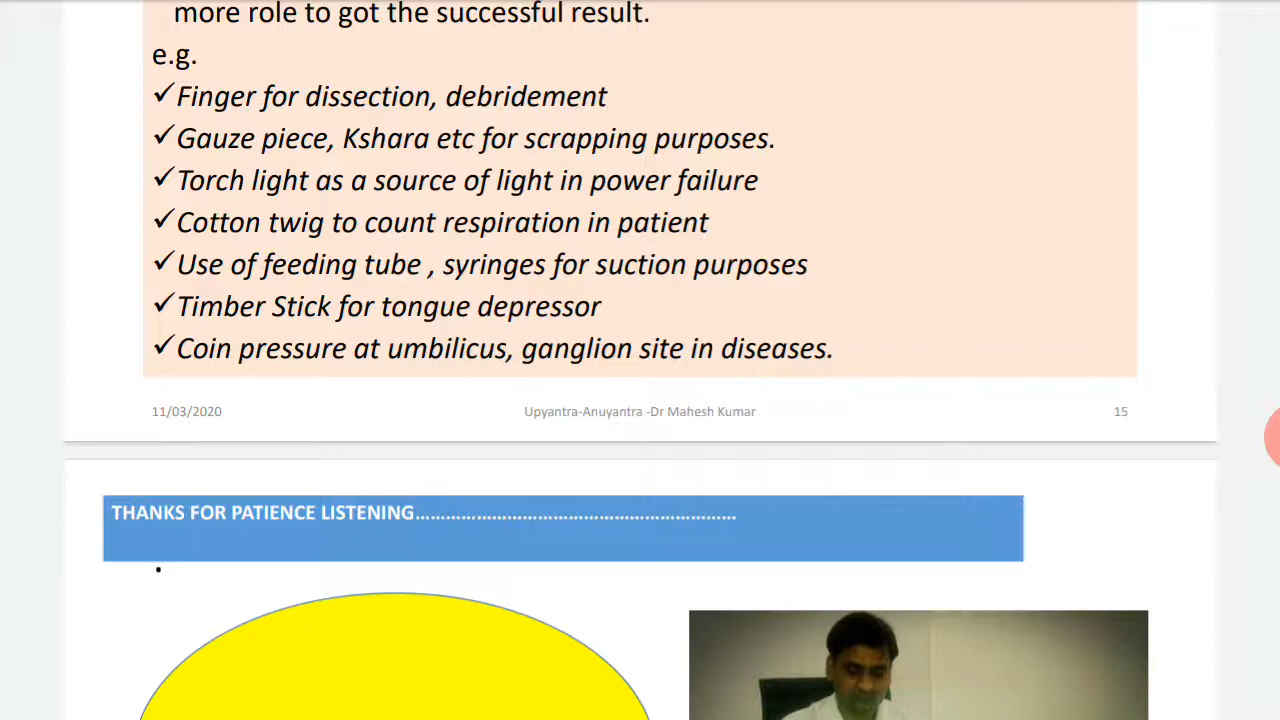 more role to got the successful result.
e.g.
✓Finger for dissection, debridement
✓Gauze piece, Kshara etc for scrapping purposes.
✓Torch light as a source of light in power failure
✓Cotton twig to count respiration in patient
✓Use of feeding tube , syringes for suction purposes
✓Timber Stick for tongue depressor
✓Coin pressure at umbilicus, ganglion site in diseases.
11/03/2020 Upyantra-Anuyantra -Dr Mahesh Kumar 15
THANKS FOR PATIENCE LISTENING……………………………………………………
•